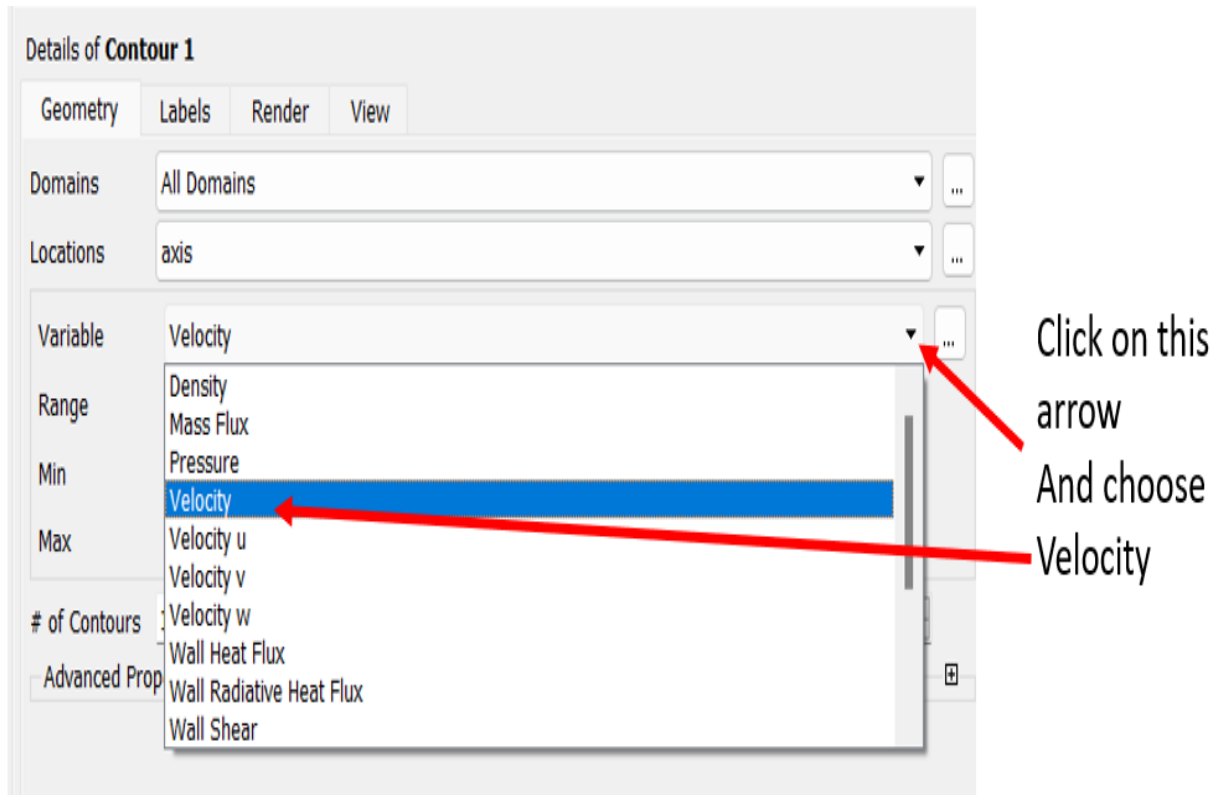 Details of Contour 1
Geometry Labels Render View
Domains All Domains ...
Locations axis ...
Variable Velocity ...
Range
Min
Max
Density
Mass Flux
Pressure
Velocity
Velocity u
Velocity v
Velocity w
Wall Heat Flux
Wall Radiative Heat Flux
Wall Shear
# of Contours
Advanced Prop
Click on this
arrow
And choose
Velocity